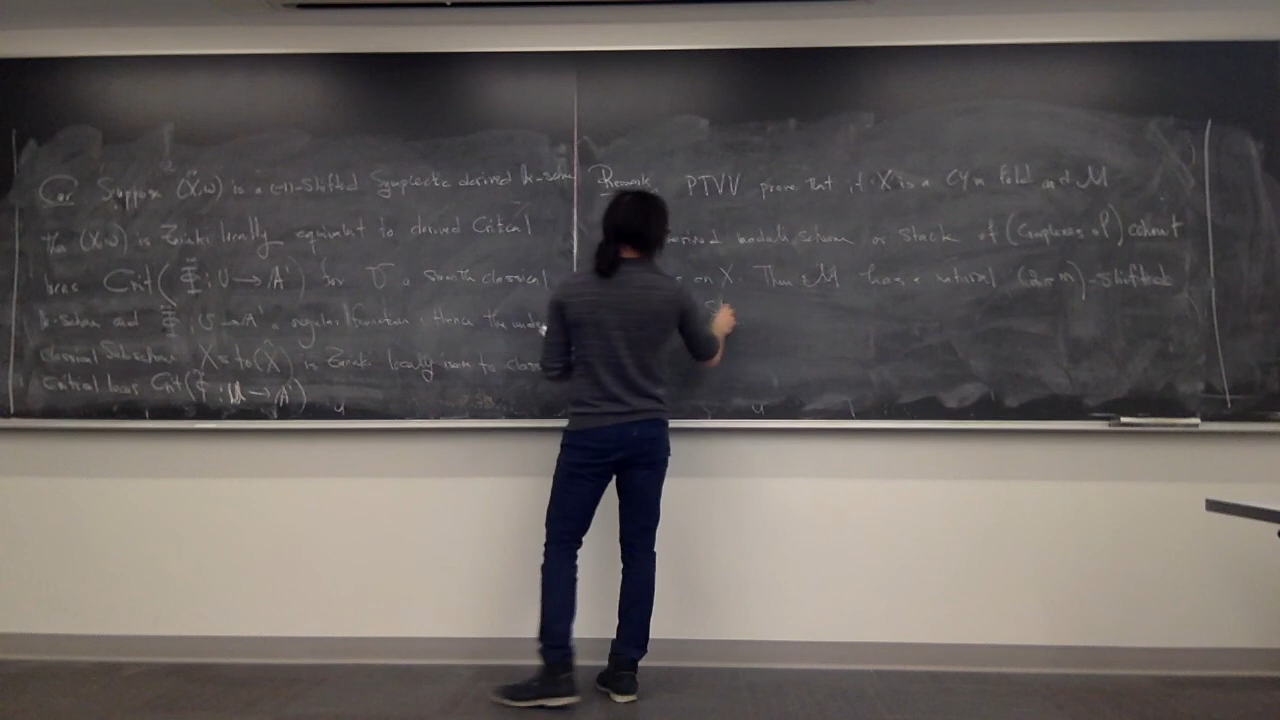 Cor Suppose (X,ω) is a (-1)-Shifted Symplectic derived k-sche
then (X,ω) is Zariski locally equivalent to derived Critical
locus Crit(Φ : U → A¹) for U a smooth classical
k-scheme and Φ : U → A¹ a regular function. Hence the unde
classical Subscheme X = t₀(X) is Zariski locally isom to class
critical locus Crit(Φ : U → A¹)
Remark PTVV prove that if X is a CY m fold and M
derived moduli scheme or Stack of (Complexes of) coherent
on X. Then M has a natural (2-m)-shifted